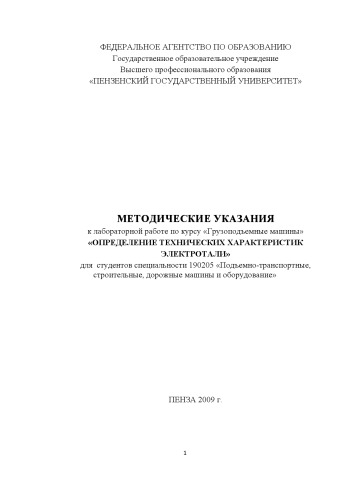 ФЕДЕРАЛЬНОЕ АГЕНТСТВО ПО ОБРАЗОВАНИЮ
Государственное образовательное учреждение
Высшего профессионального образования
«ПЕНЗЕНСКИЙ ГОСУДАРСТВЕННЫЙ УНИВЕРСИТЕТ»
МЕТОДИЧЕСКИЕ УКАЗАНИЯ
к лабораторной работе по курсу «Грузоподъемные машины»
«ОПРЕДЕЛЕНИЕ ТЕХНИЧЕСКИХ ХАРАКТЕРИСТИК
ЭЛЕКТРОТАЛИ»
для студентов специальности 190205 «Подъемно-транспортные,
строительные, дорожные машины и оборудование»
ПЕНЗА 2009 г.
1